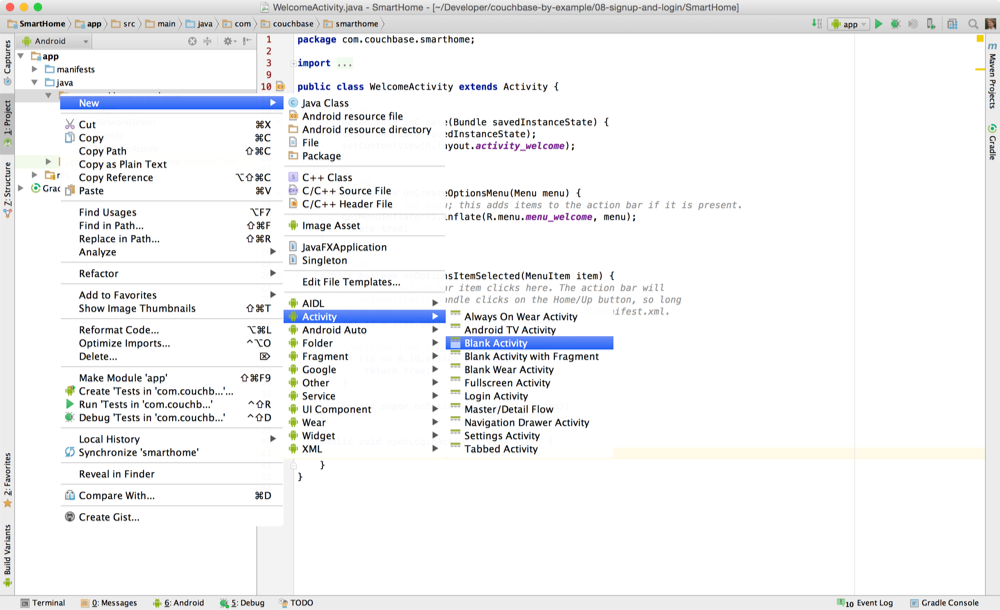 WelcomeActivity.java - SmartHome - [~/Developer/couchbase-by-example/08-signup-and-login/SmartHome]
SmartHome app src main java com couchbase smarthome
app
Android
Captures
1: Project
7: Structure
2: Favorites
Build Variants
app
manifests
java
Grad
New
Cut ⌘X
Copy ⌘C
Copy Path ⇧⌘C
Copy as Plain Text
Copy Reference ⌥⇧⌘C
Paste ⌘V
Find Usages ⌥F7
Find in Path... ⇧⌘F
Replace in Path... ⇧⌘R
Analyze
Refactor
Add to Favorites
Show Image Thumbnails ⇧⌘T
Reformat Code... ⌥⌘L
Optimize Imports... ^⌥O
Delete... ⌦
Make Module 'app' ⇧⌘F9
Create 'Tests in 'com.couchb...'...
Run 'Tests in 'com.couchb...' ^⇧R
Debug 'Tests in 'com.couchb...' ^⇧D
Local History
Synchronize 'smarthome'
Reveal in Finder
Compare With... ⌘D
Create Gist...
Java Class
Android resource file
Android resource directory
File
Package
C++ Class
C/C++ Source File
C/C++ Header File
Image Asset
JavaFXApplication
Singleton
Edit File Templates...
AIDL
Activity
Android Auto
Folder
Fragment
Google
Other
Service
UI Component
Wear
Widget
XML
Always On Wear Activity
Android TV Activity
Blank Activity
Blank Activity with Fragment
Blank Wear Activity
Fullscreen Activity
Login Activity
Master/Detail Flow
Navigation Drawer Activity
Settings Activity
Tabbed Activity
1 package com.couchbase.smarthome;
2
3 import ...
9
10 public class WelcomeActivity extends Activity {
(Bundle savedInstanceState) {
edInstanceState);
ayout.activity_welcome);
OptionsMenu(Menu menu) {
; this adds items to the action bar if it is present.
nflate(R.menu.menu_welcome, menu);
sItemSelected(MenuItem item) {
ar item clicks here. The action bar will
ndle clicks on the Home/Up button, so long
nifest.xml.
}
}
Maven Projects
Gradle
Terminal 0: Messages 6: Android 5: Debug TODO 10 Event Log Gradle Console